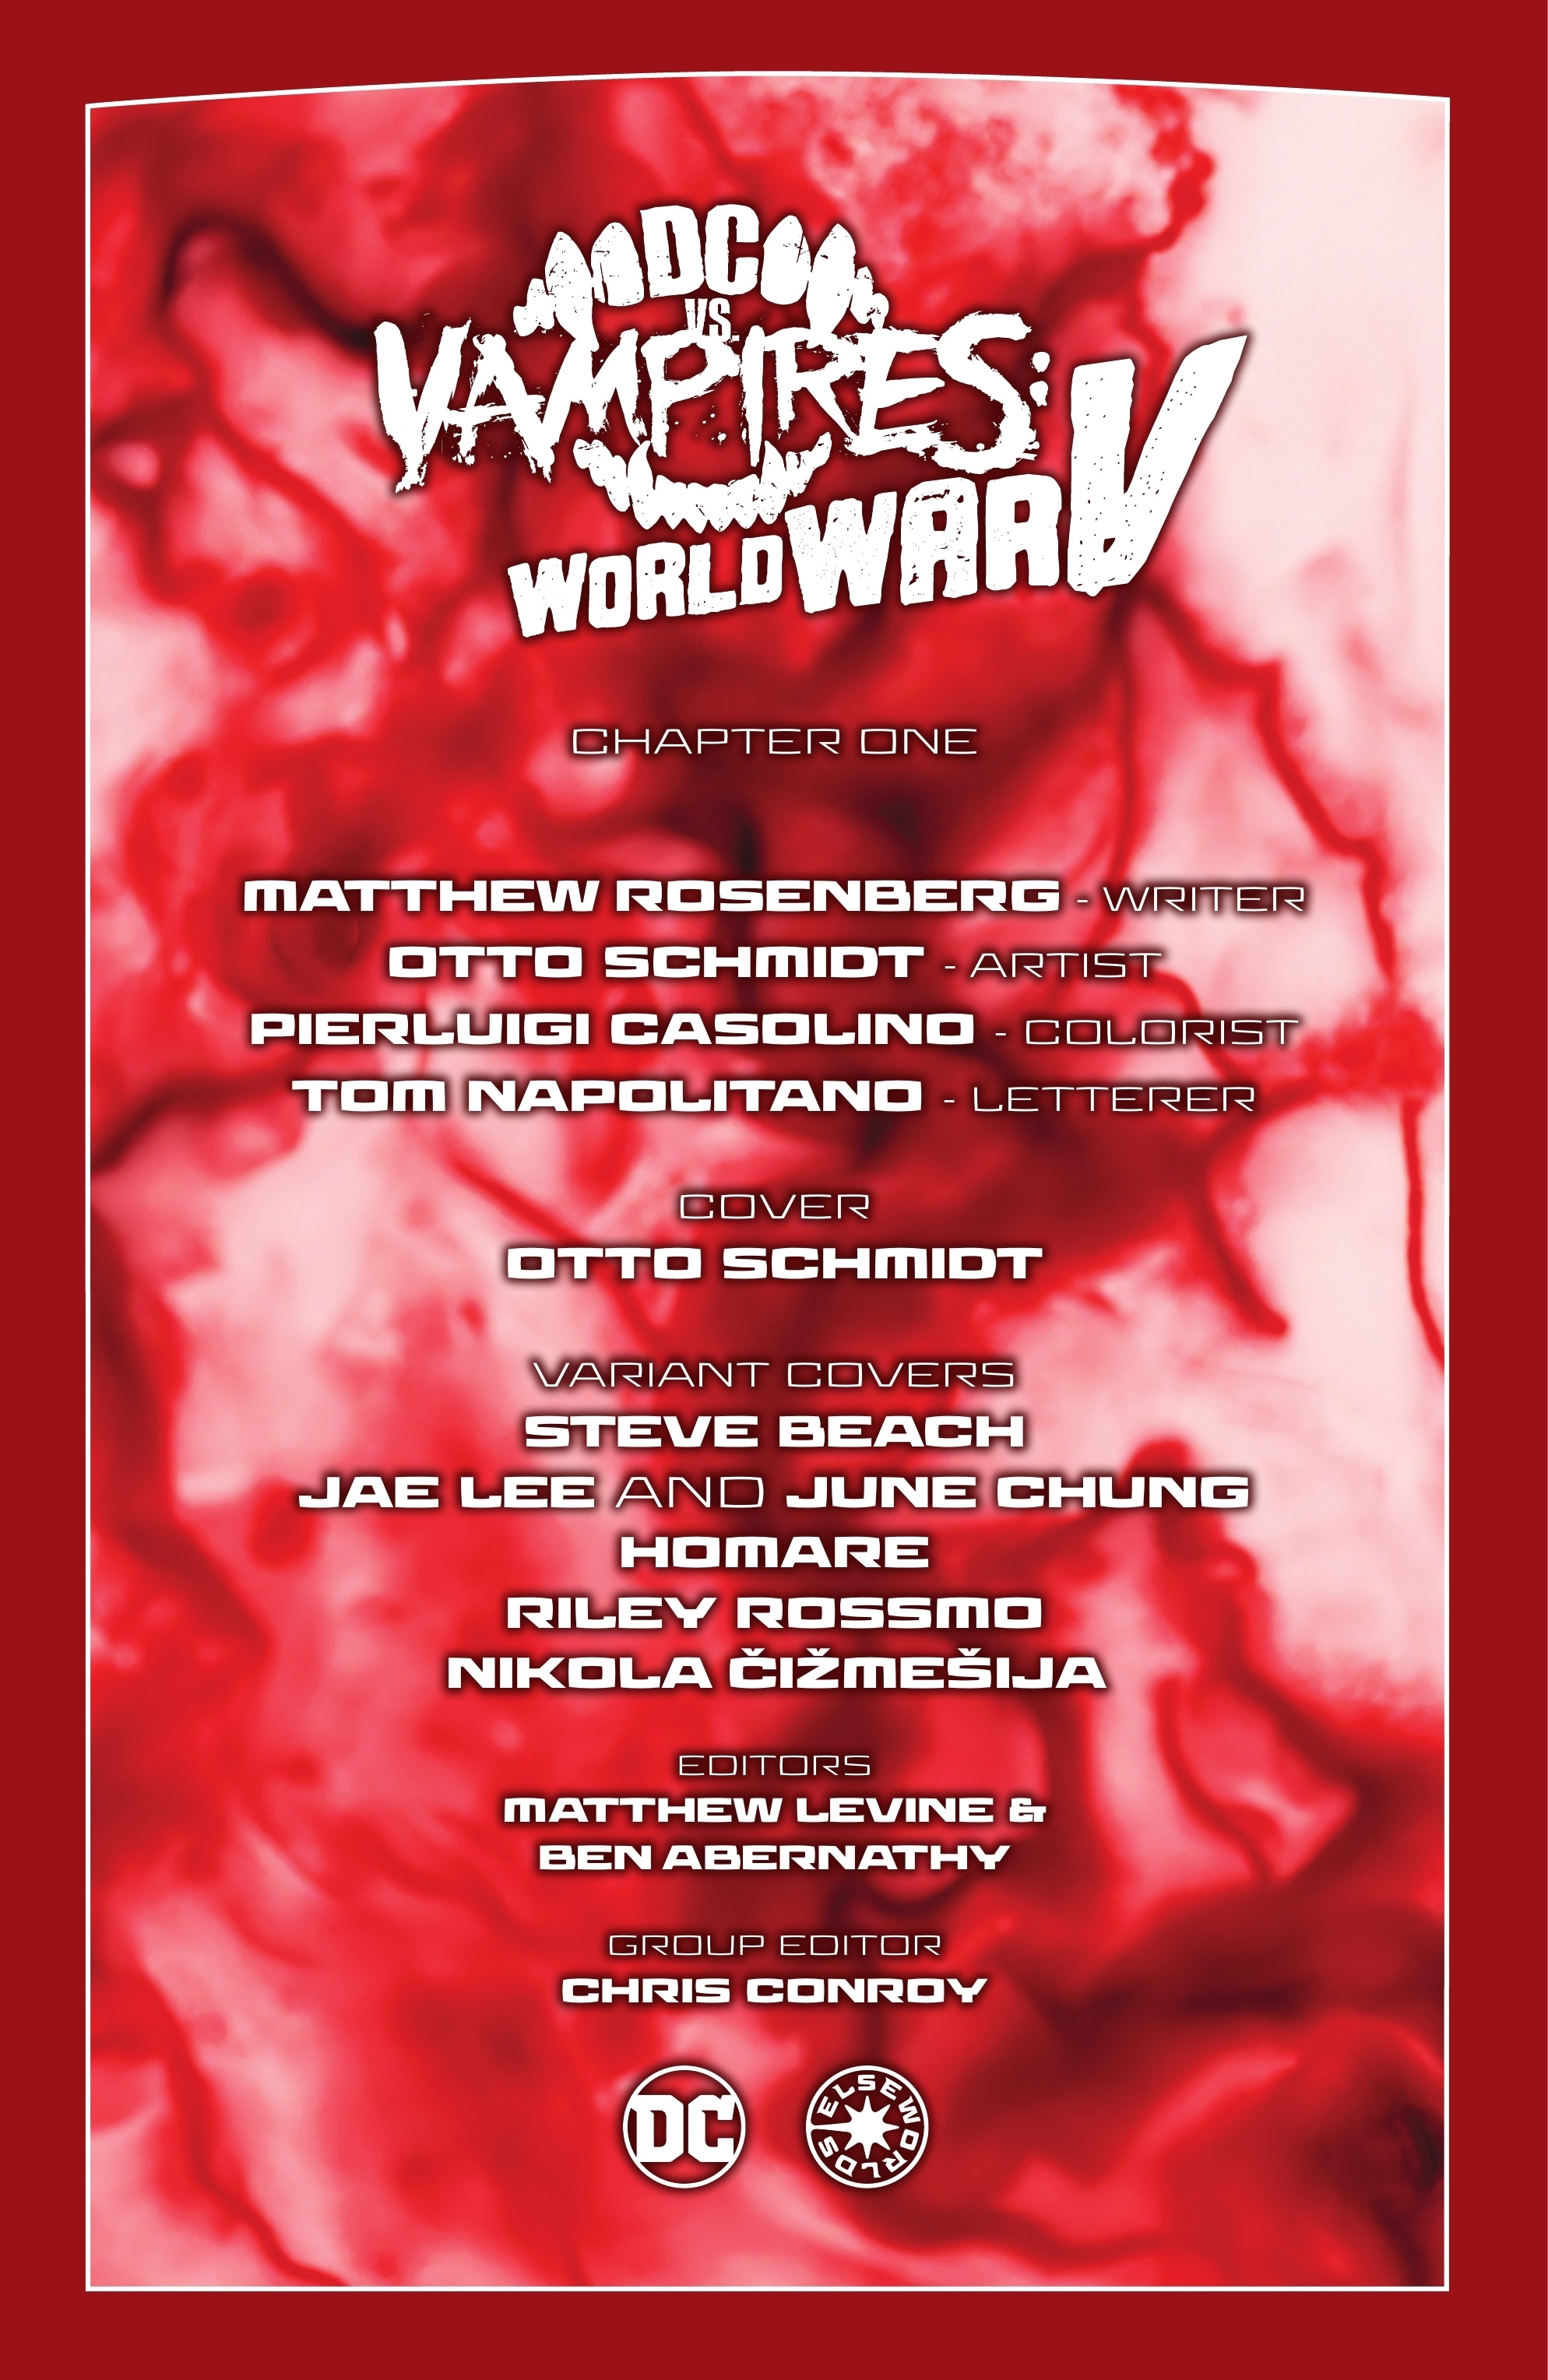 DC
VS.
VAMPIRES:
WORLD WAR V
CHAPTER ONE
MATTHEW ROSENBERG - WRITER
OTTO SCHMIDT - ARTIST
PIERLUIGI CASOLINO - COLORIST
TOM NAPOLITANO - LETTERER
COVER
OTTO SCHMIDT
VARIANT COVERS
STEVE BEACH
JAE LEE AND JUNE CHUNG
HOMARE
RILEY ROSSMO
NIKOLA ČIŽMEŠIJA
EDITORS
MATTHEW LEVINE &
BEN ABERNATHY
GROUP EDITOR
CHRIS CONROY
DC
ELSEWORLDS